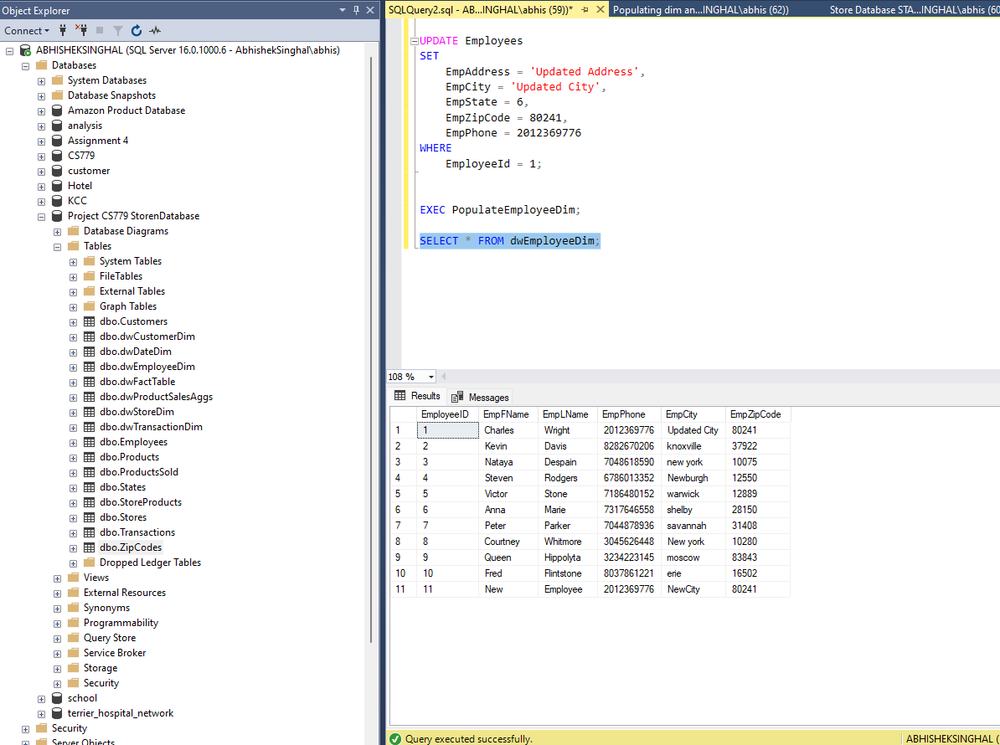 Object Explorer
Connect
ABHISHEKSINGHAL (SQL Server 16.0.1000.6 - AbhishekSinghal\abhis)
Databases
System Databases
Database Snapshots
Amazon Product Database
analysis
Assignment 4
CS779
customer
Hotel
KCC
Project CS779 StorenDatabase
Database Diagrams
Tables
System Tables
FileTables
External Tables
Graph Tables
dbo.Customers
dbo.dwCustomerDim
dbo.dwDateDim
dbo.dwEmployeeDim
dbo.dwFactTable
dbo.dwProductSalesAggs
dbo.dwStoreDim
dbo.dwTransactionDim
dbo.Employees
dbo.Products
dbo.ProductsSold
dbo.States
dbo.StoreProducts
dbo.Stores
dbo.Transactions
dbo.ZipCodes
Dropped Ledger Tables
Views
External Resources
Synonyms
Programmability
Query Store
Service Broker
Storage
Security
school
terrier_hospital_network
Security
Server Objects
SQLQuery2.sql - AB...INGHAL\abhis (59))* Populating dim an...INGHAL\abhis (62)) Store Database STA...INGHAL\abhis (60
UPDATE Employees
SET
EmpAddress = 'Updated Address',
EmpCity = 'Updated City',
EmpState = 6,
EmpZipCode = 80241,
EmpPhone = 2012369776
WHERE
EmployeeId = 1;
EXEC PopulateEmployeeDim;
SELECT * FROM dwEmployeeDim;
108 %
Results Messages
EmployeeID EmpFName EmpLName EmpPhone EmpCity EmpZipCode
1 1 Charles Wright 2012369776 Updated City 80241
2 2 Kevin Davis 8282670206 knoxville 37922
3 3 Nataya Despain 7048618590 new york 10075
4 4 Steven Rodgers 6786013352 Newburgh 12550
5 5 Victor Stone 7186480152 warwick 12889
6 6 Anna Marie 7317646558 shelby 28150
7 7 Peter Parker 7044878936 savannah 31408
8 8 Courtney Whitmore 3045626448 New york 10280
9 9 Queen Hippolyta 3234223145 moscow 83843
10 10 Fred Flintstone 8037861221 erie 16502
11 11 New Employee 2012369776 NewCity 80241
Query executed successfully. ABHISHEKSINGHAL (